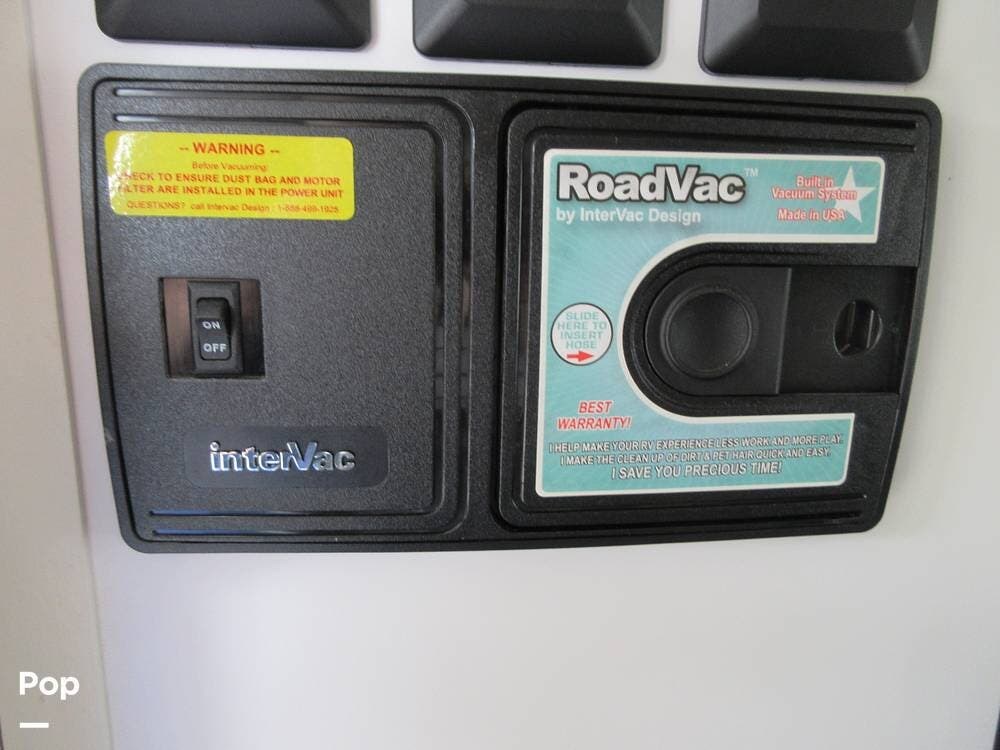 -- WARNING --
Before Vacuuming:
CHECK TO ENSURE DUST BAG AND MOTOR
FILTER ARE INSTALLED IN THE POWER UNIT
QUESTIONS? call Intervac Design : 1-888-499-1925
ON
OFF
interVac
RoadVac™
by InterVac Design
Built in
Vacuum System
Made in USA
SLIDE
HERE TO
INSERT
HOSE
BEST
WARRANTY!
I HELP MAKE YOUR RV EXPERIENCE LESS WORK AND MORE PLAY.
I MAKE THE CLEAN UP OF DIRT & PET HAIR QUICK AND EASY.
I SAVE YOU PRECIOUS TIME!
Pop